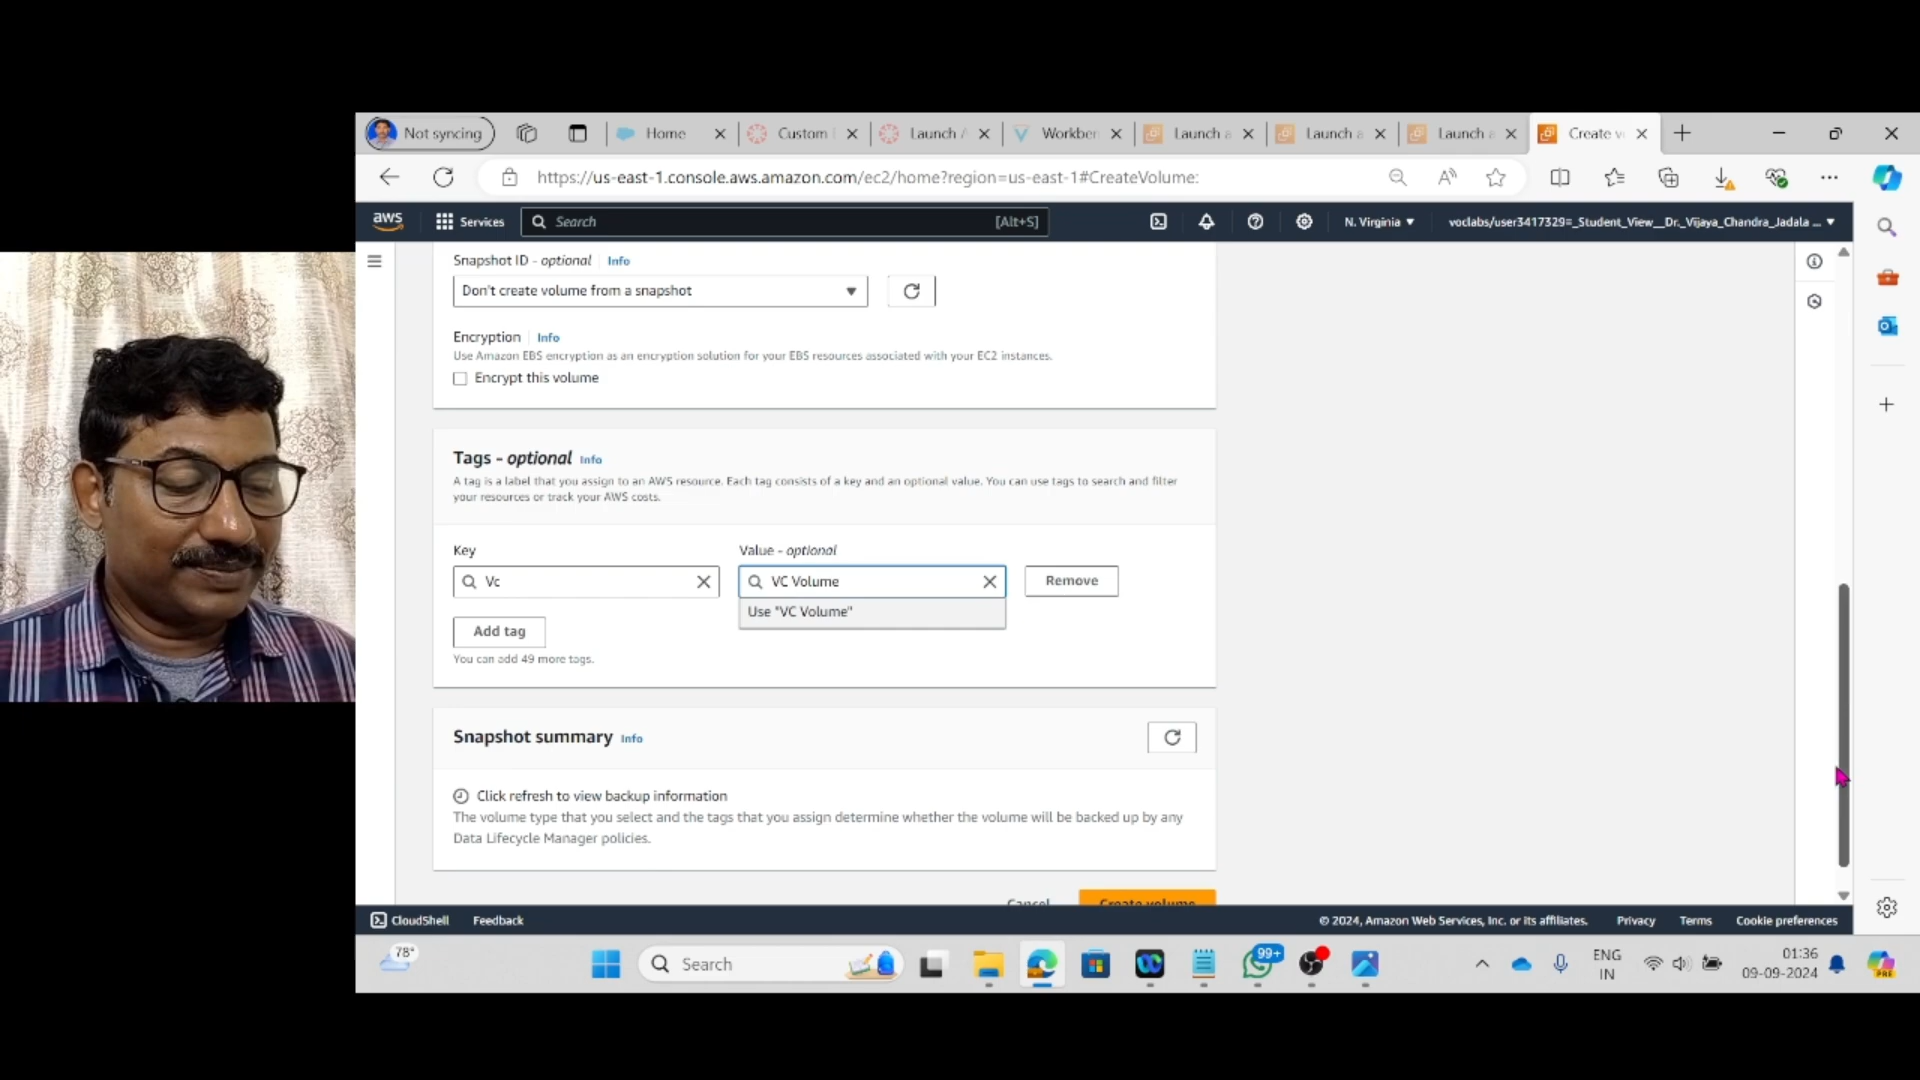 Not syncing
Home
Custom
Launch A
Workber
Launch a
Launch a
Launch a
Create v
https://us-east-1.console.aws.amazon.com/ec2/home?region=us-east-1#CreateVolume:
aws
Services
Search
[Alt+S]
N. Virginia
voclabs/user3417329=_Student_View__Dr._Vijaya_Chandra_Jadala ...
Snapshot ID - optional Info
Don't create volume from a snapshot
Encryption Info
Use Amazon EBS encryption as an encryption solution for your EBS resources associated with your EC2 instances.
Encrypt this volume
Tags - optional Info
A tag is a label that you assign to an AWS resource. Each tag consists of a key and an optional value. You can use tags to search and filter
your resources or track your AWS costs.
Key
Value - optional
Vc
VC Volume
Remove
Use "VC Volume"
Add tag
You can add 49 more tags.
Snapshot summary Info
Click refresh to view backup information
The volume type that you select and the tags that you assign determine whether the volume will be backed up by any
Data Lifecycle Manager policies.
Cancel
Create volume
CloudShell
Feedback
© 2024, Amazon Web Services, Inc. or its affiliates.
Privacy
Terms
Cookie preferences
78°
Search
99+
ENG
IN
01:36
09-09-2024
PRE